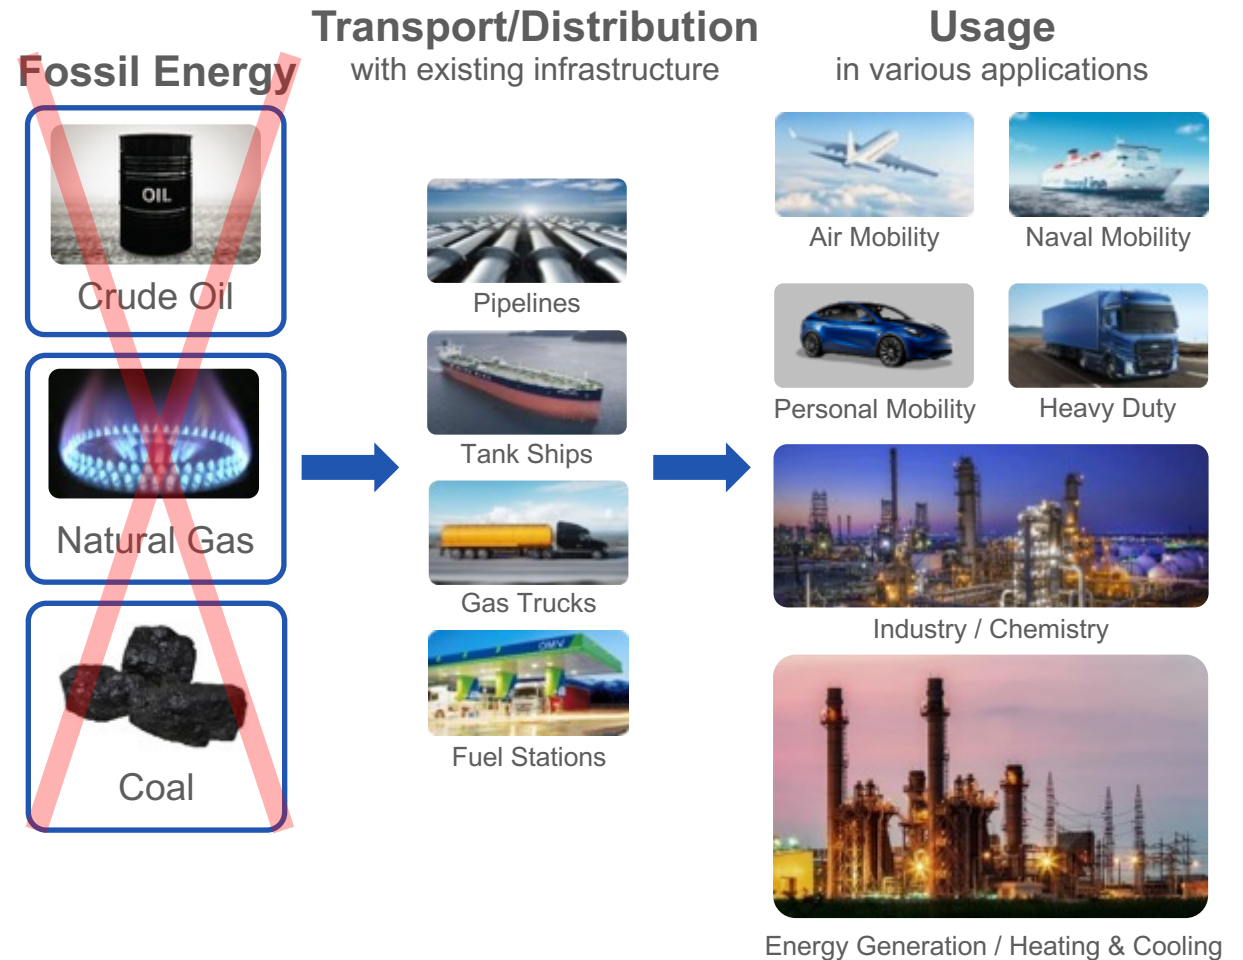 Fossil Energy
Crude Oil
OIL
Natural Gas
Coal
Transport/Distribution
with existing infrastructure
Pipelines
Tank Ships
Gas Trucks
OMV
Fuel Stations
Usage
in various applications
Air Mobility
Naval Mobility
Personal Mobility
Heavy Duty
Industry / Chemistry
Energy Generation / Heating & Cooling